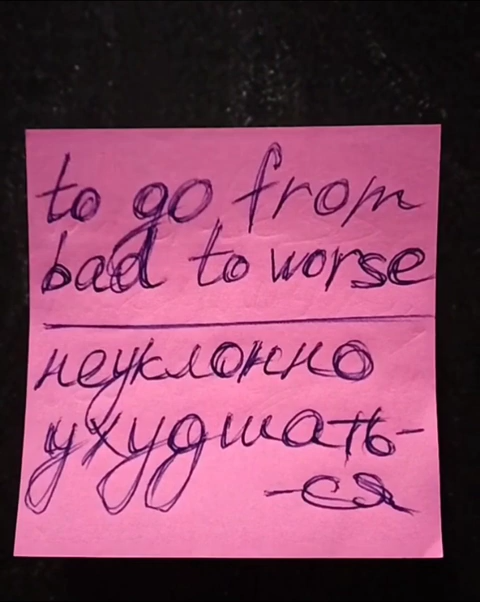 to go from
bad to worse
неуклонно
ухудшать-
-ся